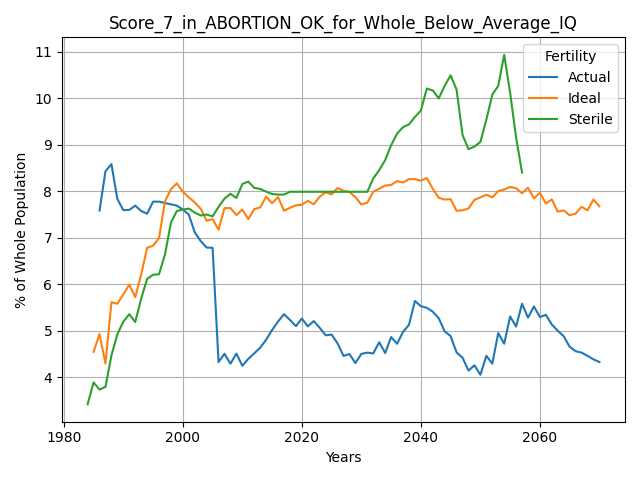 Score_7_in_ABORTION_OK_for_Whole_Below_Average_IQ
% of Whole Population
11
10
9
8
7
6
5
4
1980
2000
2020
2040
2060
Years
Fertility
Actual
Ideal
Sterile